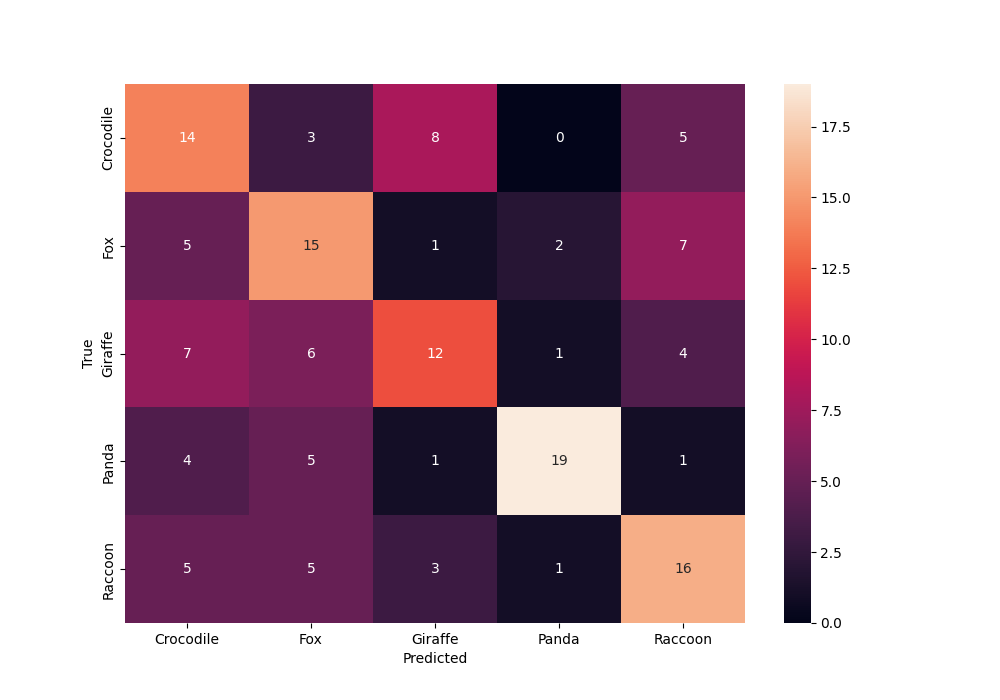 Crocodile 14 3 8 0 5
Fox 5 15 1 2 7
Giraffe 7 6 12 1 4
Panda 4 5 1 19 1
Raccoon 5 5 3 1 16
True
Crocodile Fox Giraffe Panda Raccoon
Predicted
17.5
15.0
12.5
10.0
7.5
5.0
2.5
0.0